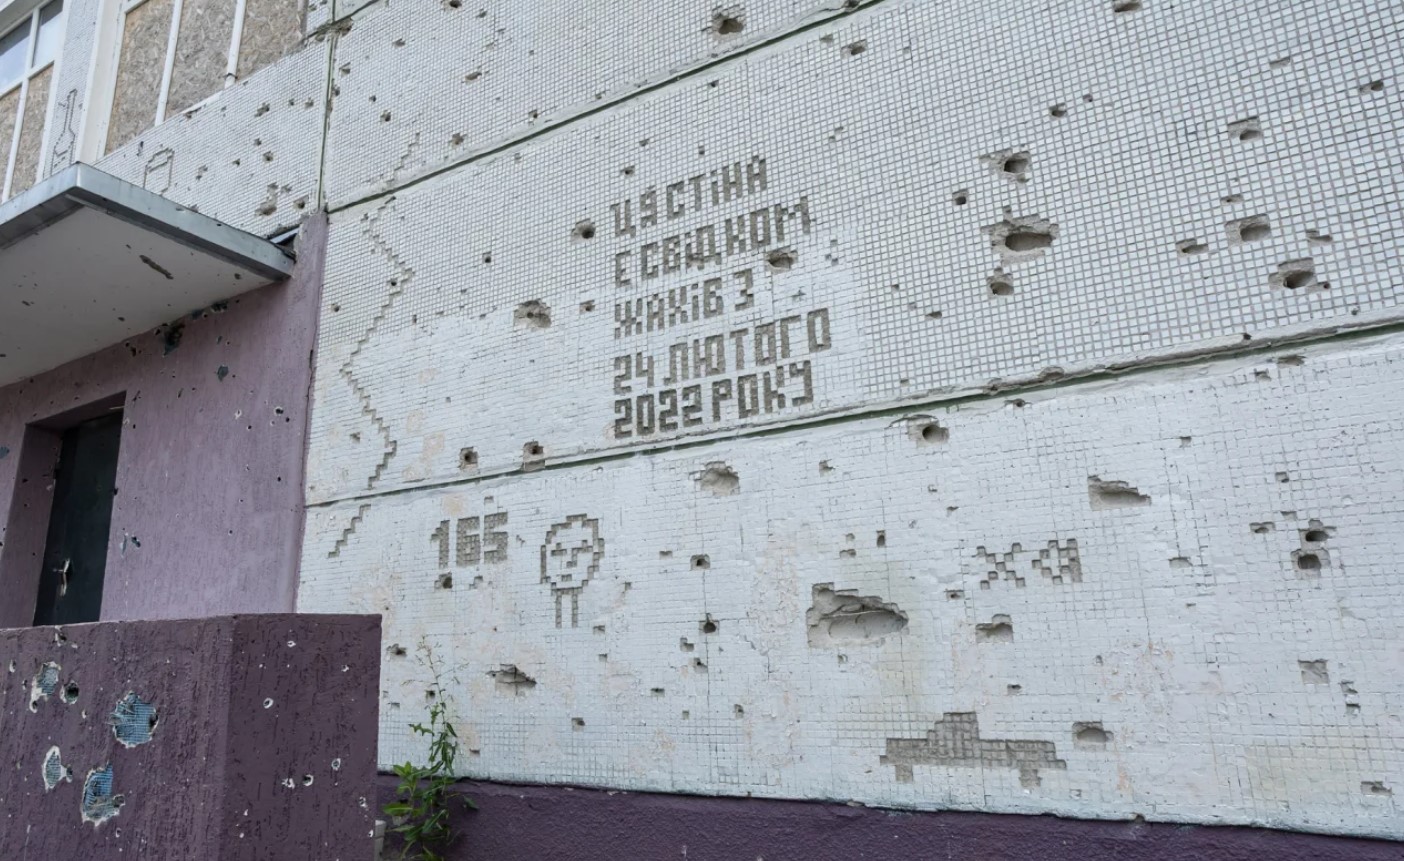 ЦЯ СТіНА
Є СВіДКОМ
ЖАХіВ З
24 ЛЮТОГО
2022 РОКУ
165